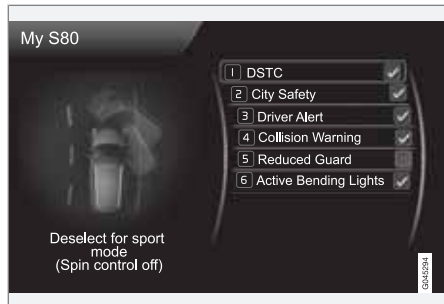 My S80
1 DSTC
2 City Safety
3 Driver Alert
4 Collision Warning
5 Reduced Guard
6 Active Bending Lights
Deselect for sport
mode
(Spin control off)
G045294